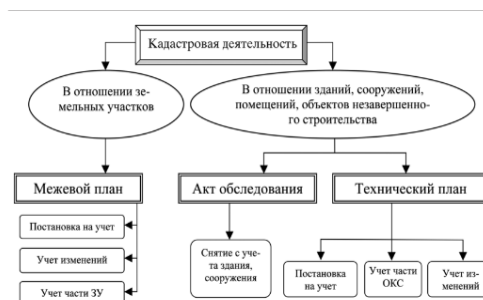 Кадастровая деятельность
В отношении зе-
мельных участков
В отношении зданий, сооружений,
помещений, объектов незавершенно-
го строительства
Межевой план
Акт обследования
Технический план
Постановка на учет
Учет изменений
Учет части ЗУ
Снятие с уче-
та здания,
сооружения
Постановка
на учет
Учет части
ОКС
Учет из-
менений